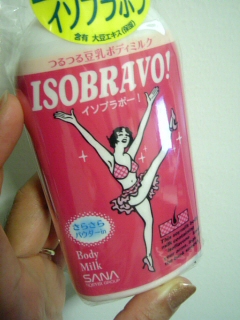 イソブラボン
含有 大豆エキス(保湿)
つるつる豆乳ボディミルク
ISOBRAVO!
イソブラボー!
さらさら
パウダーin
Body
Milk
SANA